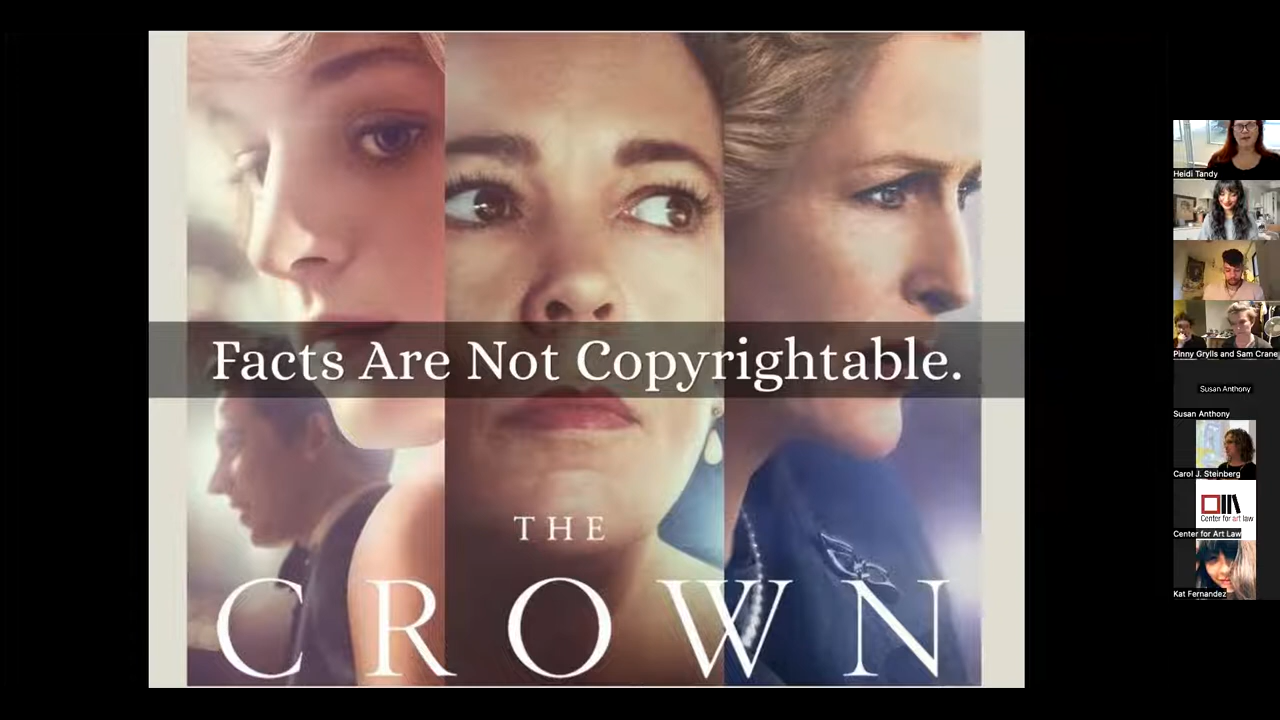 Facts Are Not Copyrightable.
THE
CROWN
Heidi Tandy
Pinny Grylls and Sam Crane
Susan Anthony
Susan Anthony
Carol J. Steinberg
Center for art law
Center for Art Law
Kat Fernandez